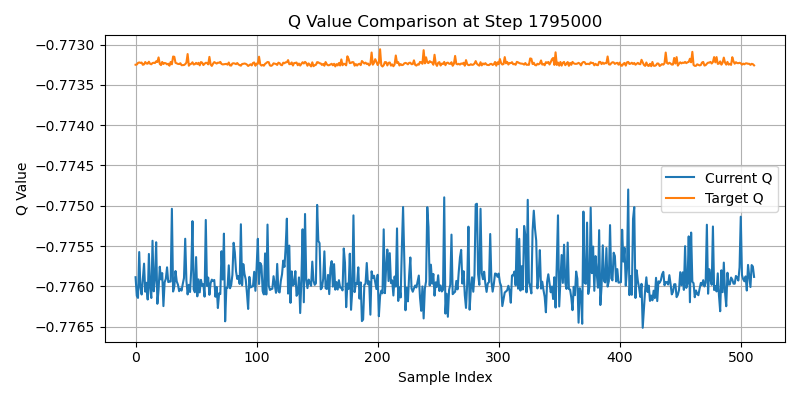 Q Value Comparison at Step 1795000
−0.7730
−0.7735
−0.7740
−0.7745
−0.7750
−0.7755
−0.7760
−0.7765
Q Value
Current Q
Target Q
0 100 200 300 400 500
Sample Index